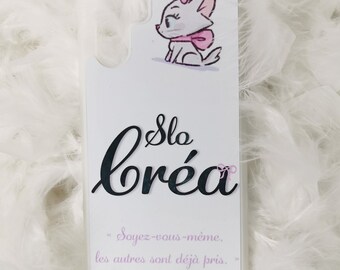 Slo
Créa
" Soyez-vous-même,
les autres sont déjà pris. "